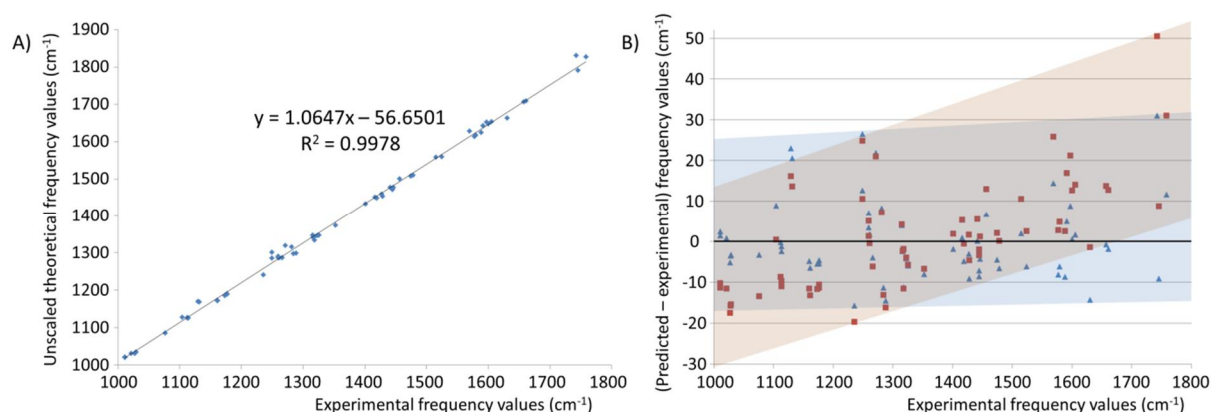 A)
Unscaled theoretical frequency values (cm⁻¹)
1900
1800
1700
1600
1500
1400
1300
1200
1100
1000
y = 1.0647x – 56.6501
R² = 0.9978
1000 1100 1200 1300 1400 1500 1600 1700 1800
Experimental frequency values (cm⁻¹)
B)
(Predicted – experimental) frequency values (cm⁻¹)
50
40
30
20
10
0
-10
-20
-30
1000 1100 1200 1300 1400 1500 1600 1700 1800
Experimental frequency values (cm⁻¹)